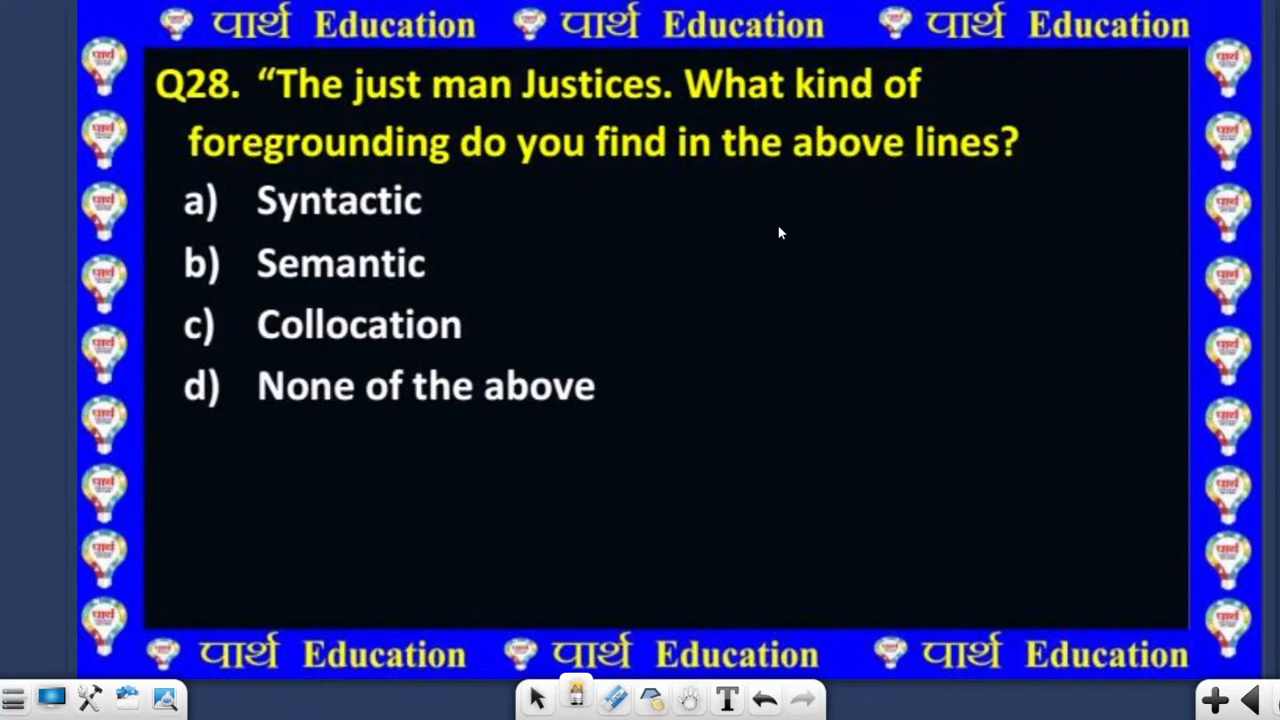 पार्थ Education पार्थ Education पार्थ Education
Q28. “The just man Justices. What kind of
foregrounding do you find in the above lines?
a) Syntactic
b) Semantic
c) Collocation
d) None of the above
पार्थ Education पार्थ Education पार्थ Education